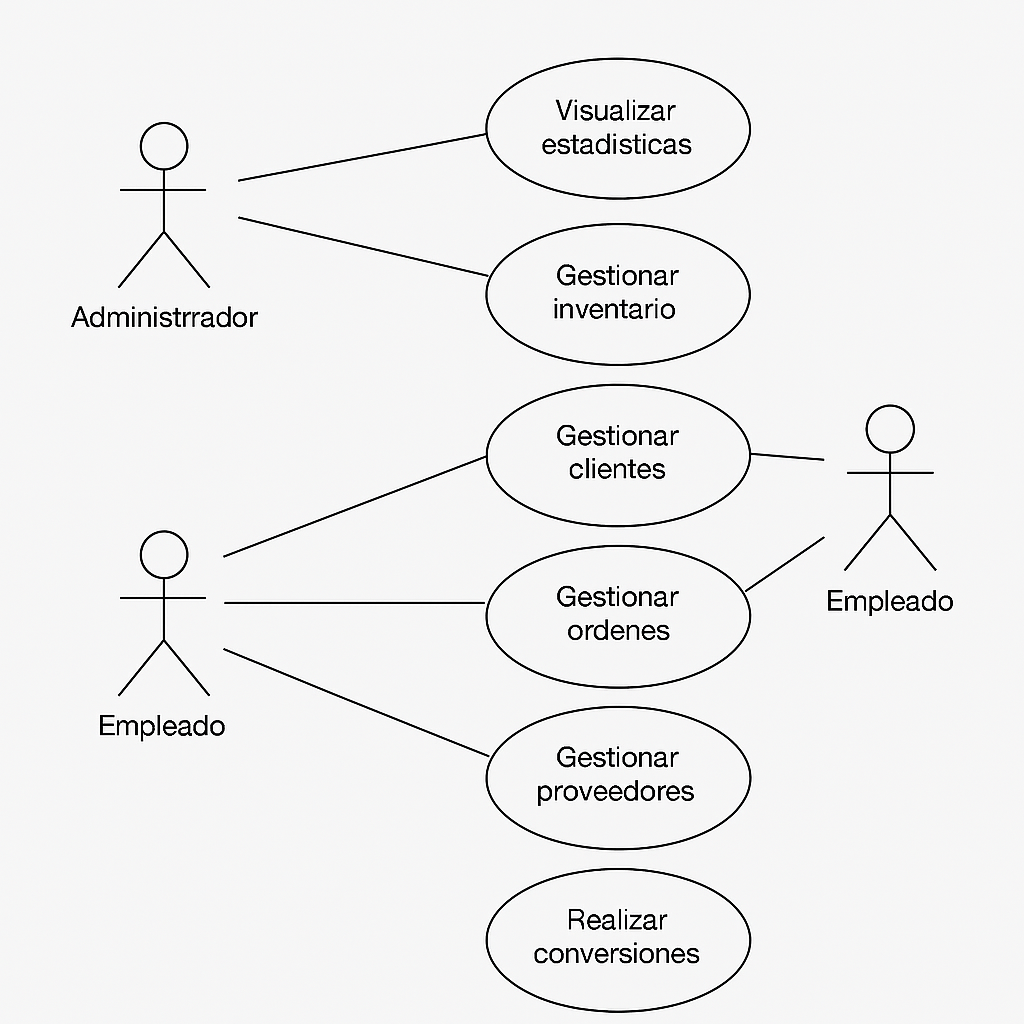 Visualizar
estadisticas
Administrrador
Gestionar
inventario
Gestionar
clientes
Empleado
Gestionar
ordenes
Empleado
Gestionar
proveedores
Realizar
conversiones